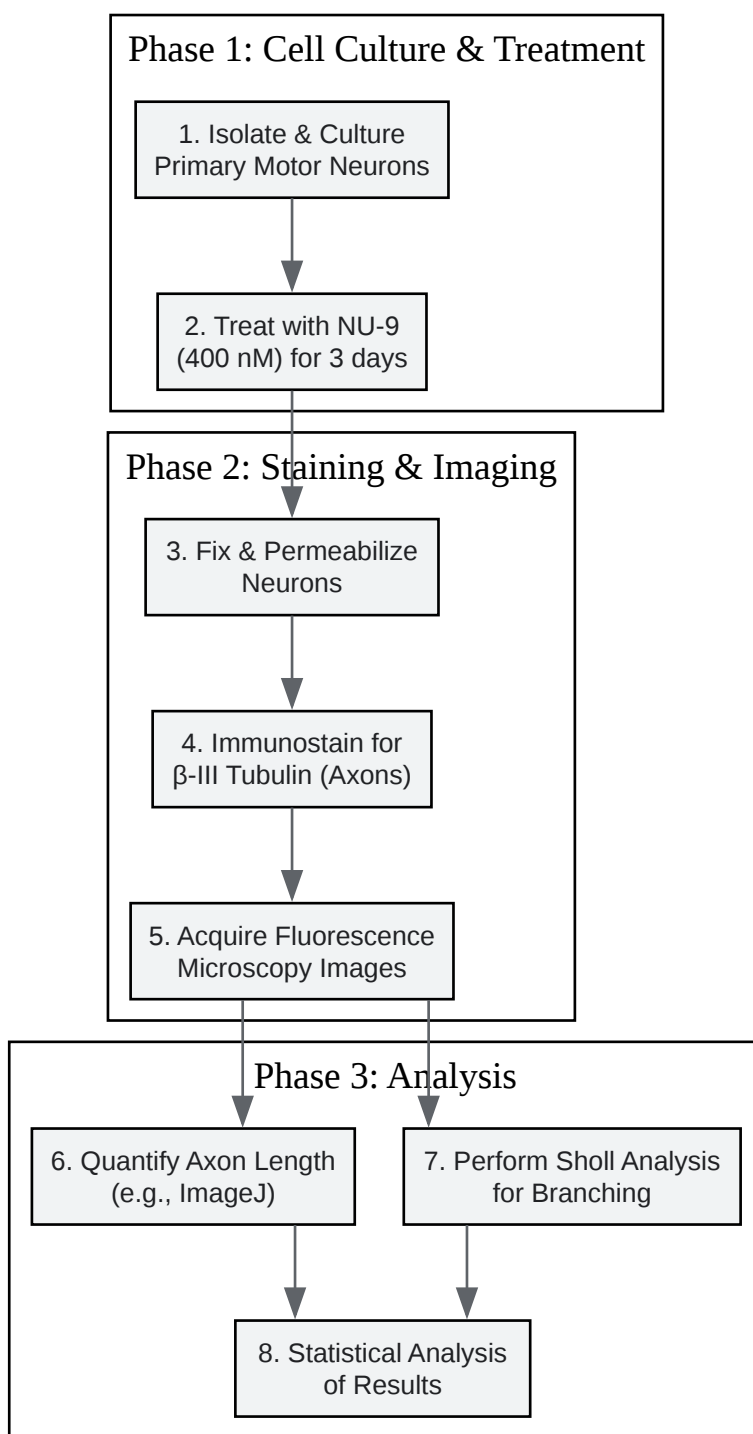 Phase 1: Cell Culture & Treatment
1. Isolate & Culture
Primary Motor Neurons
2. Treat with NU-9
(400 nM) for 3 days
Phase 2: Staining & Imaging
3. Fix & Permeabilize
Neurons
4. Immunostain for
β-III Tubulin (Axons)
5. Acquire Fluorescence
Microscopy Images
Phase 3: Analysis
6. Quantify Axon Length
(e.g., ImageJ)
7. Perform Sholl Analysis
for Branching
8. Statistical Analysis
of Results